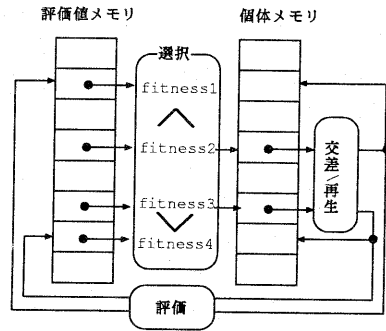 評価値メモリ
個体メモリ
選択
fitness1
fitness2
fitness3
fitness4
交差/再生
評価